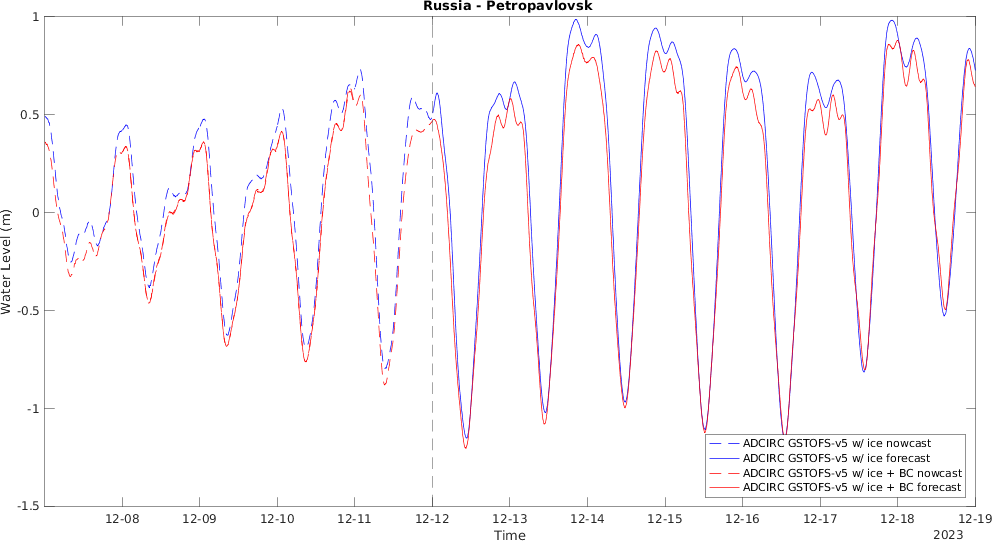 Russia - Petropavlovsk
1
0.5
0
-0.5
-1
-1.5
Water Level (m)
ADCIRC GSTOFS-v5 w/ ice nowcast
ADCIRC GSTOFS-v5 w/ ice forecast
ADCIRC GSTOFS-v5 w/ ice + BC nowcast
ADCIRC GSTOFS-v5 w/ ice + BC forecast
12-08 12-09 12-10 12-11 12-12 12-13 12-14 12-15 12-16 12-17 12-18 12-19
Time
2023